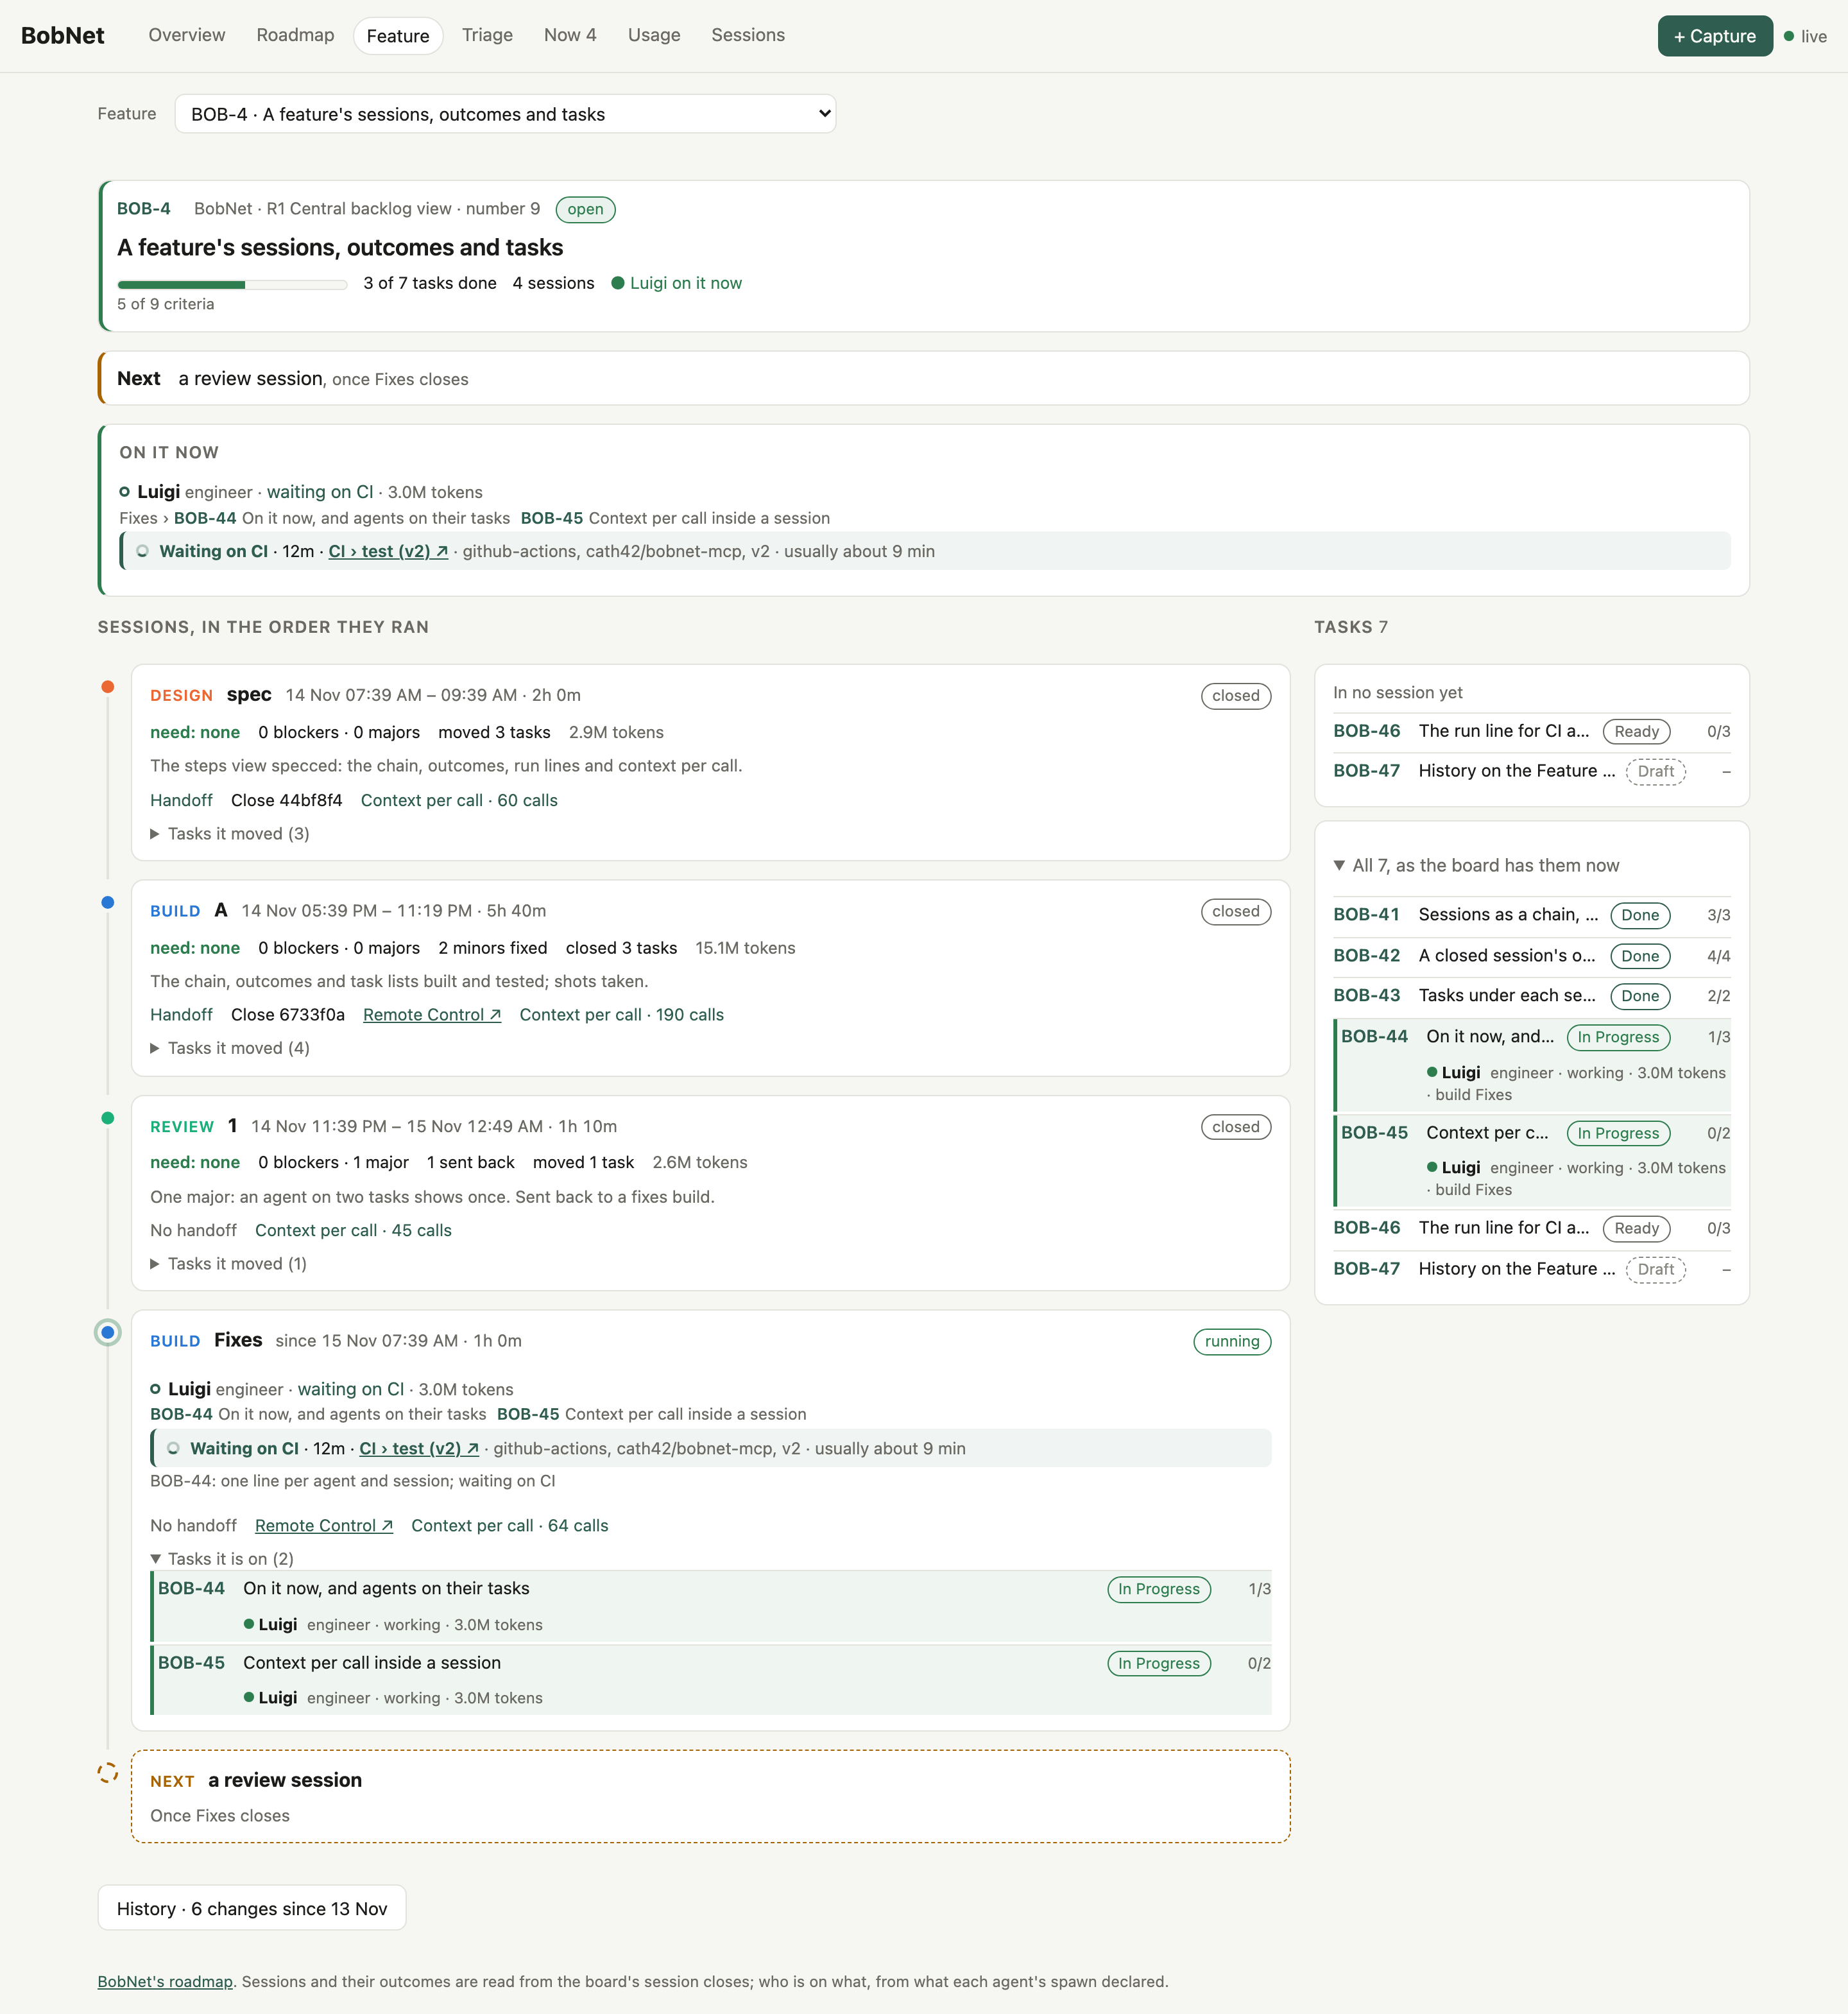 BobNet Overview Roadmap Feature Triage Now 4 Usage Sessions + Capture live
Feature BOB-4 · A feature's sessions, outcomes and tasks
BOB-4 BobNet · R1 Central backlog view · number 9 open
A feature's sessions, outcomes and tasks
3 of 7 tasks done 4 sessions Luigi on it now
5 of 9 criteria
Next a review session, once Fixes closes
ON IT NOW
Luigi engineer · waiting on CI · 3.0M tokens
Fixes › BOB-44 On it now, and agents on their tasks BOB-45 Context per call inside a session
Waiting on CI · 12m · CI › test (v2) ↗ · github-actions, cath42/bobnet-mcp, v2 · usually about 9 min
SESSIONS, IN THE ORDER THEY RAN
DESIGN spec 14 Nov 07:39 AM – 09:39 AM · 2h 0m closed
need: none 0 blockers · 0 majors moved 3 tasks 2.9M tokens
The steps view specced: the chain, outcomes, run lines and context per call.
Handoff Close 44bf8f4 Context per call · 60 calls
▶ Tasks it moved (3)
BUILD A 14 Nov 05:39 PM – 11:19 PM · 5h 40m closed
need: none 0 blockers · 0 majors 2 minors fixed closed 3 tasks 15.1M tokens
The chain, outcomes and task lists built and tested; shots taken.
Handoff Close 6733f0a Remote Control ↗ Context per call · 190 calls
▶ Tasks it moved (4)
REVIEW 1 14 Nov 11:39 PM – 15 Nov 12:49 AM · 1h 10m closed
need: none 0 blockers · 1 major 1 sent back moved 1 task 2.6M tokens
One major: an agent on two tasks shows once. Sent back to a fixes build.
No handoff Context per call · 45 calls
▶ Tasks it moved (1)
BUILD Fixes since 15 Nov 07:39 AM · 1h 0m running
Luigi engineer · waiting on CI · 3.0M tokens
BOB-44 On it now, and agents on their tasks BOB-45 Context per call inside a session
Waiting on CI · 12m · CI › test (v2) ↗ · github-actions, cath42/bobnet-mcp, v2 · usually about 9 min
BOB-44: one line per agent and session; waiting on CI
No handoff Remote Control ↗ Context per call · 64 calls
▼ Tasks it is on (2)
BOB-44 On it now, and agents on their tasks In Progress 1/3
Luigi engineer · working · 3.0M tokens
BOB-45 Context per call inside a session In Progress 0/2
Luigi engineer · working · 3.0M tokens
NEXT a review session
Once Fixes closes
TASKS 7
In no session yet
BOB-46 The run line for CI a... Ready 0/3
BOB-47 History on the Feature ... Draft –
▼ All 7, as the board has them now
BOB-41 Sessions as a chain, ... Done 3/3
BOB-42 A closed session's o... Done 4/4
BOB-43 Tasks under each se... Done 2/2
BOB-44 On it now, and... In Progress 1/3
Luigi engineer · working · 3.0M tokens
· build Fixes
BOB-45 Context per c... In Progress 0/2
Luigi engineer · working · 3.0M tokens
· build Fixes
BOB-46 The run line for CI a... Ready 0/3
BOB-47 History on the Feature ... Draft –
History · 6 changes since 13 Nov
BobNet's roadmap. Sessions and their outcomes are read from the board's session closes; who is on what, from what each agent's spawn declared.